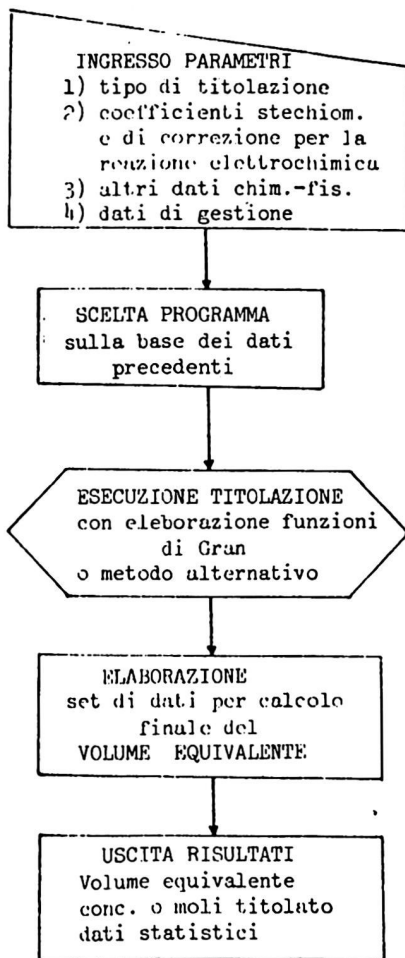 INGRESSO PARAMETRI
1) tipo di titolazione
2) coefficienti stechiom.
e di correzione per la
reazione elettrochimica
3) altri dati chim.-fis.
4) dati di gestione
SCELTA PROGRAMMA
sulla base dei dati
precedenti
ESECUZIONE TITOLAZIONE
con eleborazione funzioni
di Gran
o metodo alternativo
ELABORAZIONE
set di dati per calcolo
finale del
VOLUME EQUIVALENTE
USCITA RISULTATI
Volume equivalente
conc. o moli titolato
dati statistici